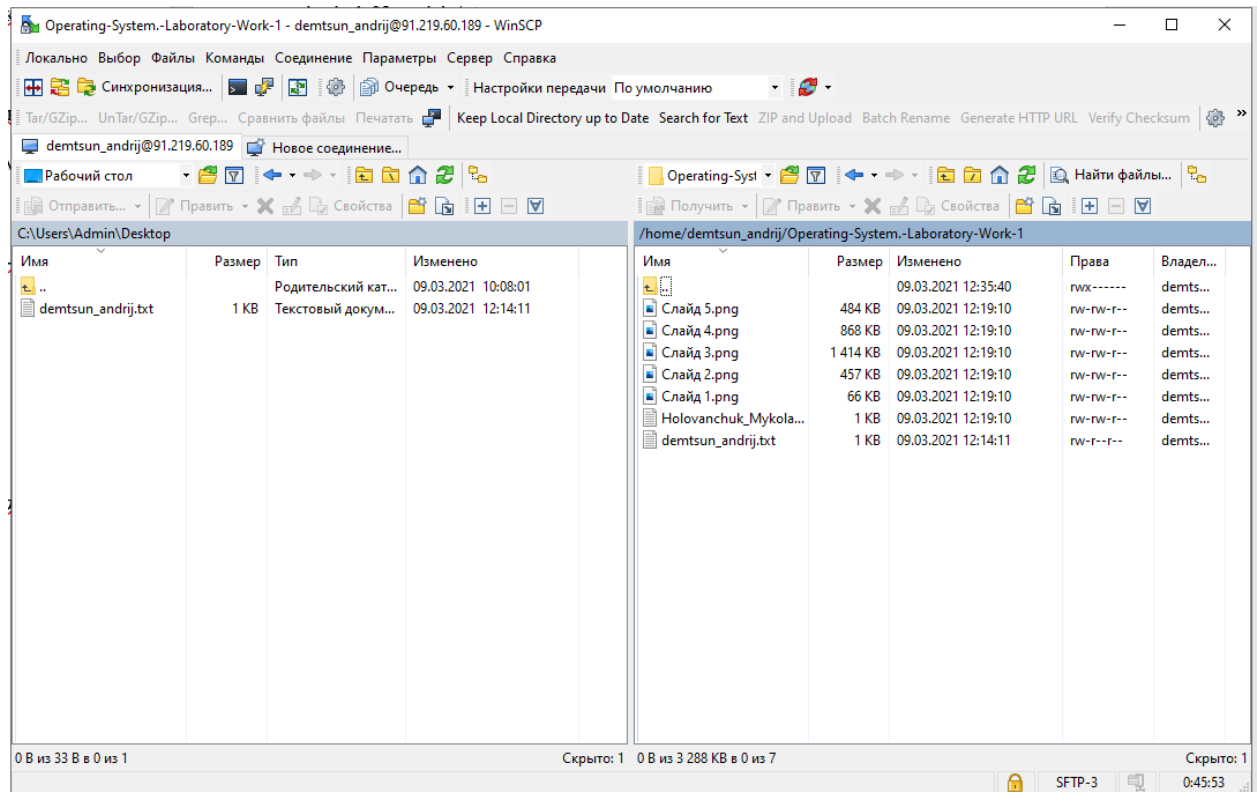 Operating-System.-Laboratory-Work-1 - demtsun_andrij@91.219.60.189 - WinSCP
Локально Выбор Файлы Команды Соединение Параметры Сервер Справка
Синхронизация... Очередь Настройки передачи По умолчанию
Tar/GZip... UnTar/GZip... Grep... Сравнить файлы Печатать Keep Local Directory up to Date Search for Text ZIP and Upload Batch Rename Generate HTTP URL Verify Checksum »
demtsun_andrij@91.219.60.189 Новое соединение...
Рабочий стол Operating-Syst Найти файлы...
Отправить... Править Свойства Получить Править Свойства
C:\Users\Admin\Desktop /home/demtsun_andrij/Operating-System.-Laboratory-Work-1
Имя Размер Тип Изменено Имя Размер Изменено Права Владел...
.. Родительский кат... 09.03.2021 10:08:01 .. 09.03.2021 12:35:40 rwx------ demts...
demtsun_andrij.txt 1 KB Текстовый докум... 09.03.2021 12:14:11 Слайд 5.png 484 KB 09.03.2021 12:19:10 rw-rw-r-- demts...
Слайд 4.png 868 KB 09.03.2021 12:19:10 rw-rw-r-- demts...
Слайд 3.png 1 414 KB 09.03.2021 12:19:10 rw-rw-r-- demts...
Слайд 2.png 457 KB 09.03.2021 12:19:10 rw-rw-r-- demts...
Слайд 1.png 66 KB 09.03.2021 12:19:10 rw-rw-r-- demts...
Holovanchuk_Mykola... 1 KB 09.03.2021 12:19:10 rw-rw-r-- demts...
demtsun_andrij.txt 1 KB 09.03.2021 12:14:11 rw-r--r-- demts...
0 B из 33 B в 0 из 1 Скрыто: 1 0 B из 3 288 KB в 0 из 7 Скрыто: 1
SFTP-3 0:45:53